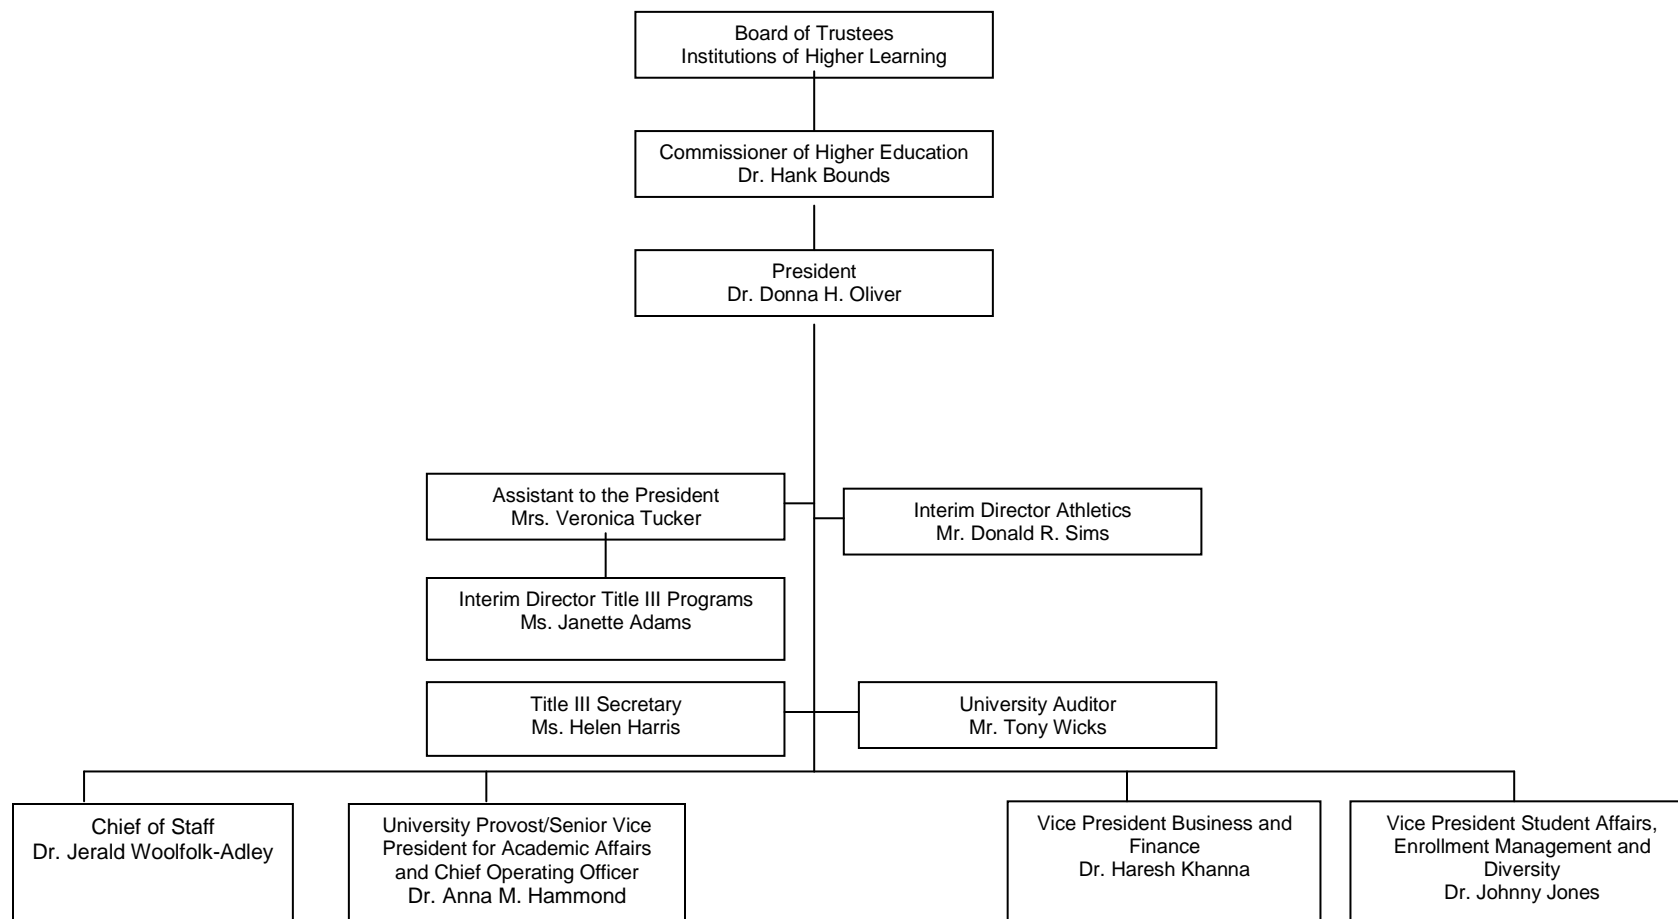 Board of Trustees
Institutions of Higher Learning
Commissioner of Higher Education
Dr. Hank Bounds
President
Dr. Donna H. Oliver
Assistant to the President
Mrs. Veronica Tucker
Interim Director Athletics
Mr. Donald R. Sims
Interim Director Title III Programs
Ms. Janette Adams
Title III Secretary
Ms. Helen Harris
University Auditor
Mr. Tony Wicks
Chief of Staff
Dr. Jerald Woolfolk-Adley
University Provost/Senior Vice
President for Academic Affairs
and Chief Operating Officer
Dr. Anna M. Hammond
Vice President Business and
Finance
Dr. Haresh Khanna
Vice President Student Affairs,
Enrollment Management and
Diversity
Dr. Johnny Jones